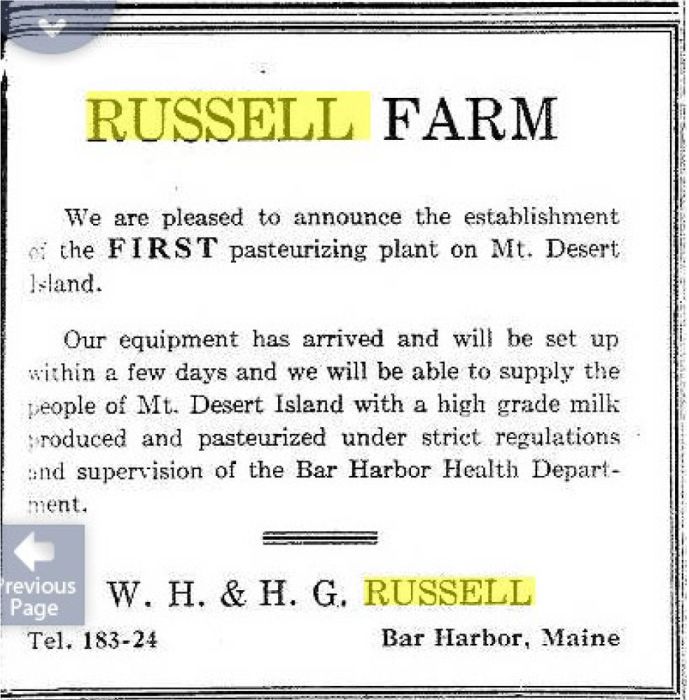 RUSSELL FARM
We are pleased to announce the establishment
of the FIRST pasteurizing plant on Mt. Desert
Island.
Our equipment has arrived and will be set up
within a few days and we will be able to supply the
people of Mt. Desert Island with a high grade milk
produced and pasteurized under strict regulations
and supervision of the Bar Harbor Health Depart-
ment.
Previous
Page
W. H. & H. G. RUSSELL
Tel. 183-24 Bar Harbor, Maine